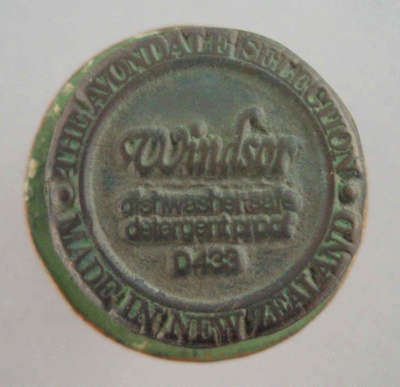 THE AVONDALE SELECTION
Windsor
dishwasher safe
detergent proof
D433
MADE IN NEW ZEALAND